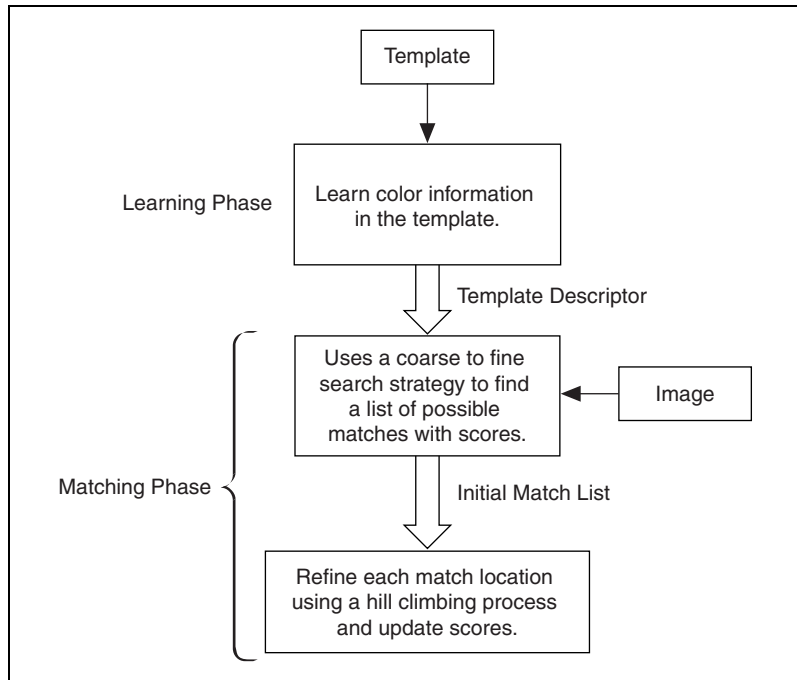 Template
Learning Phase
Learn color information
in the template.
Template Descriptor
Uses a coarse to fine
search strategy to find
a list of possible
matches with scores.
Image
Matching Phase
Initial Match List
Refine each match location
using a hill climbing process
and update scores.